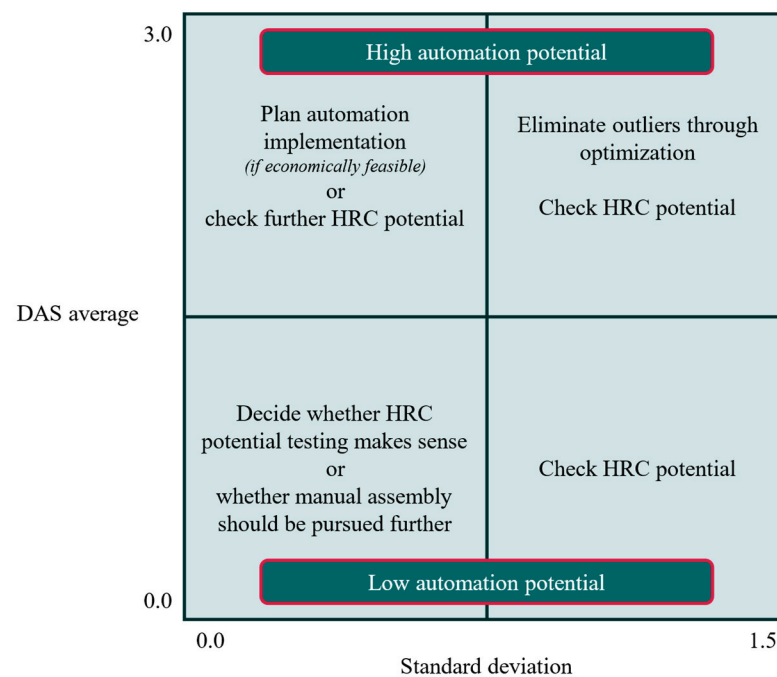 3.0
High automation potential
Plan automation
implementation
(if economically feasible)
or
check further HRC potential
Eliminate outliers through
optimization
Check HRC potential
DAS average
Decide whether HRC
potential testing makes sense
or
whether manual assembly
should be pursued further
Check HRC potential
Low automation potential
0.0
0.0
1.5
Standard deviation